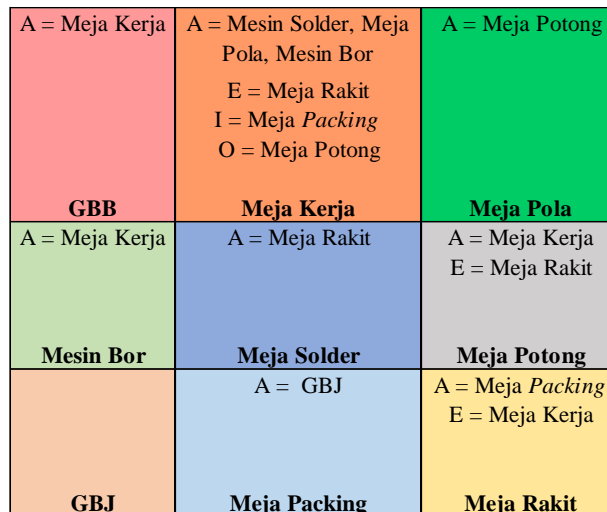 A = Meja Kerja
GBB
A = Mesin Solder, Meja
Pola, Mesin Bor
E = Meja Rakit
I = Meja Packing
O = Meja Potong
Meja Kerja
A = Meja Potong
Meja Pola
A = Meja Kerja
Mesin Bor
A = Meja Rakit
Meja Solder
A = Meja Kerja
E = Meja Rakit
Meja Potong
GBJ
A = GBJ
Meja Packing
A = Meja Packing
E = Meja Kerja
Meja Rakit